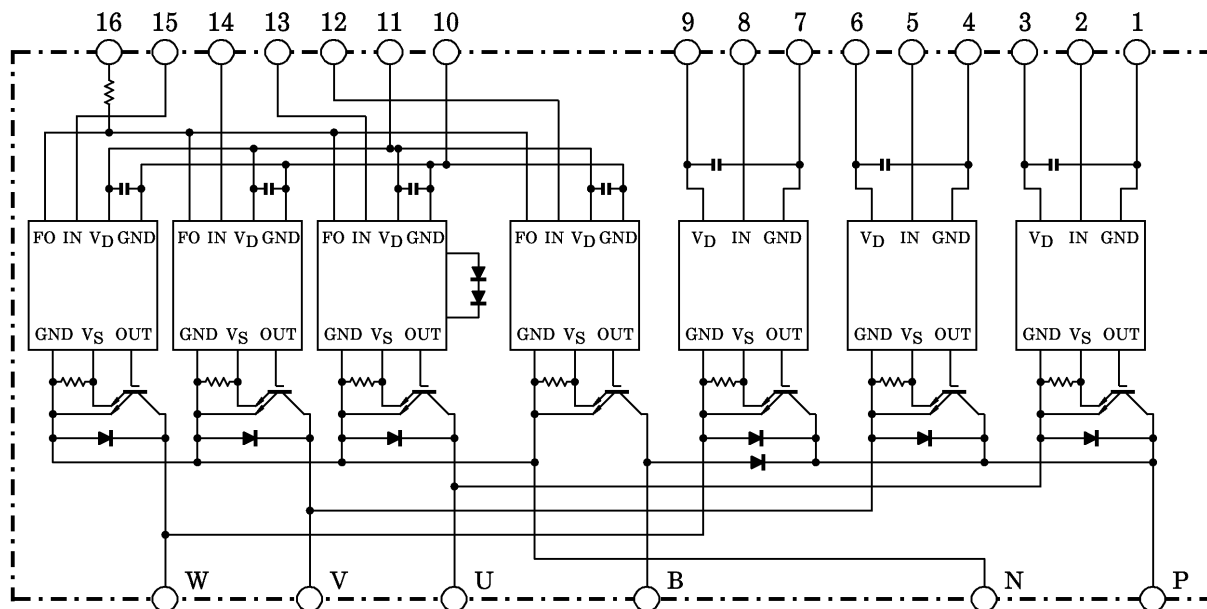 16 15 14 13 12 11 10 9 8 7 6 5 4 3 2 1
FO IN VD GND FO IN VD GND FO IN VD GND FO IN VD GND VD IN GND VD IN GND VD IN GND
GND VS OUT GND VS OUT GND VS OUT GND VS OUT GND VS OUT GND VS OUT GND VS OUT
W V U B N P